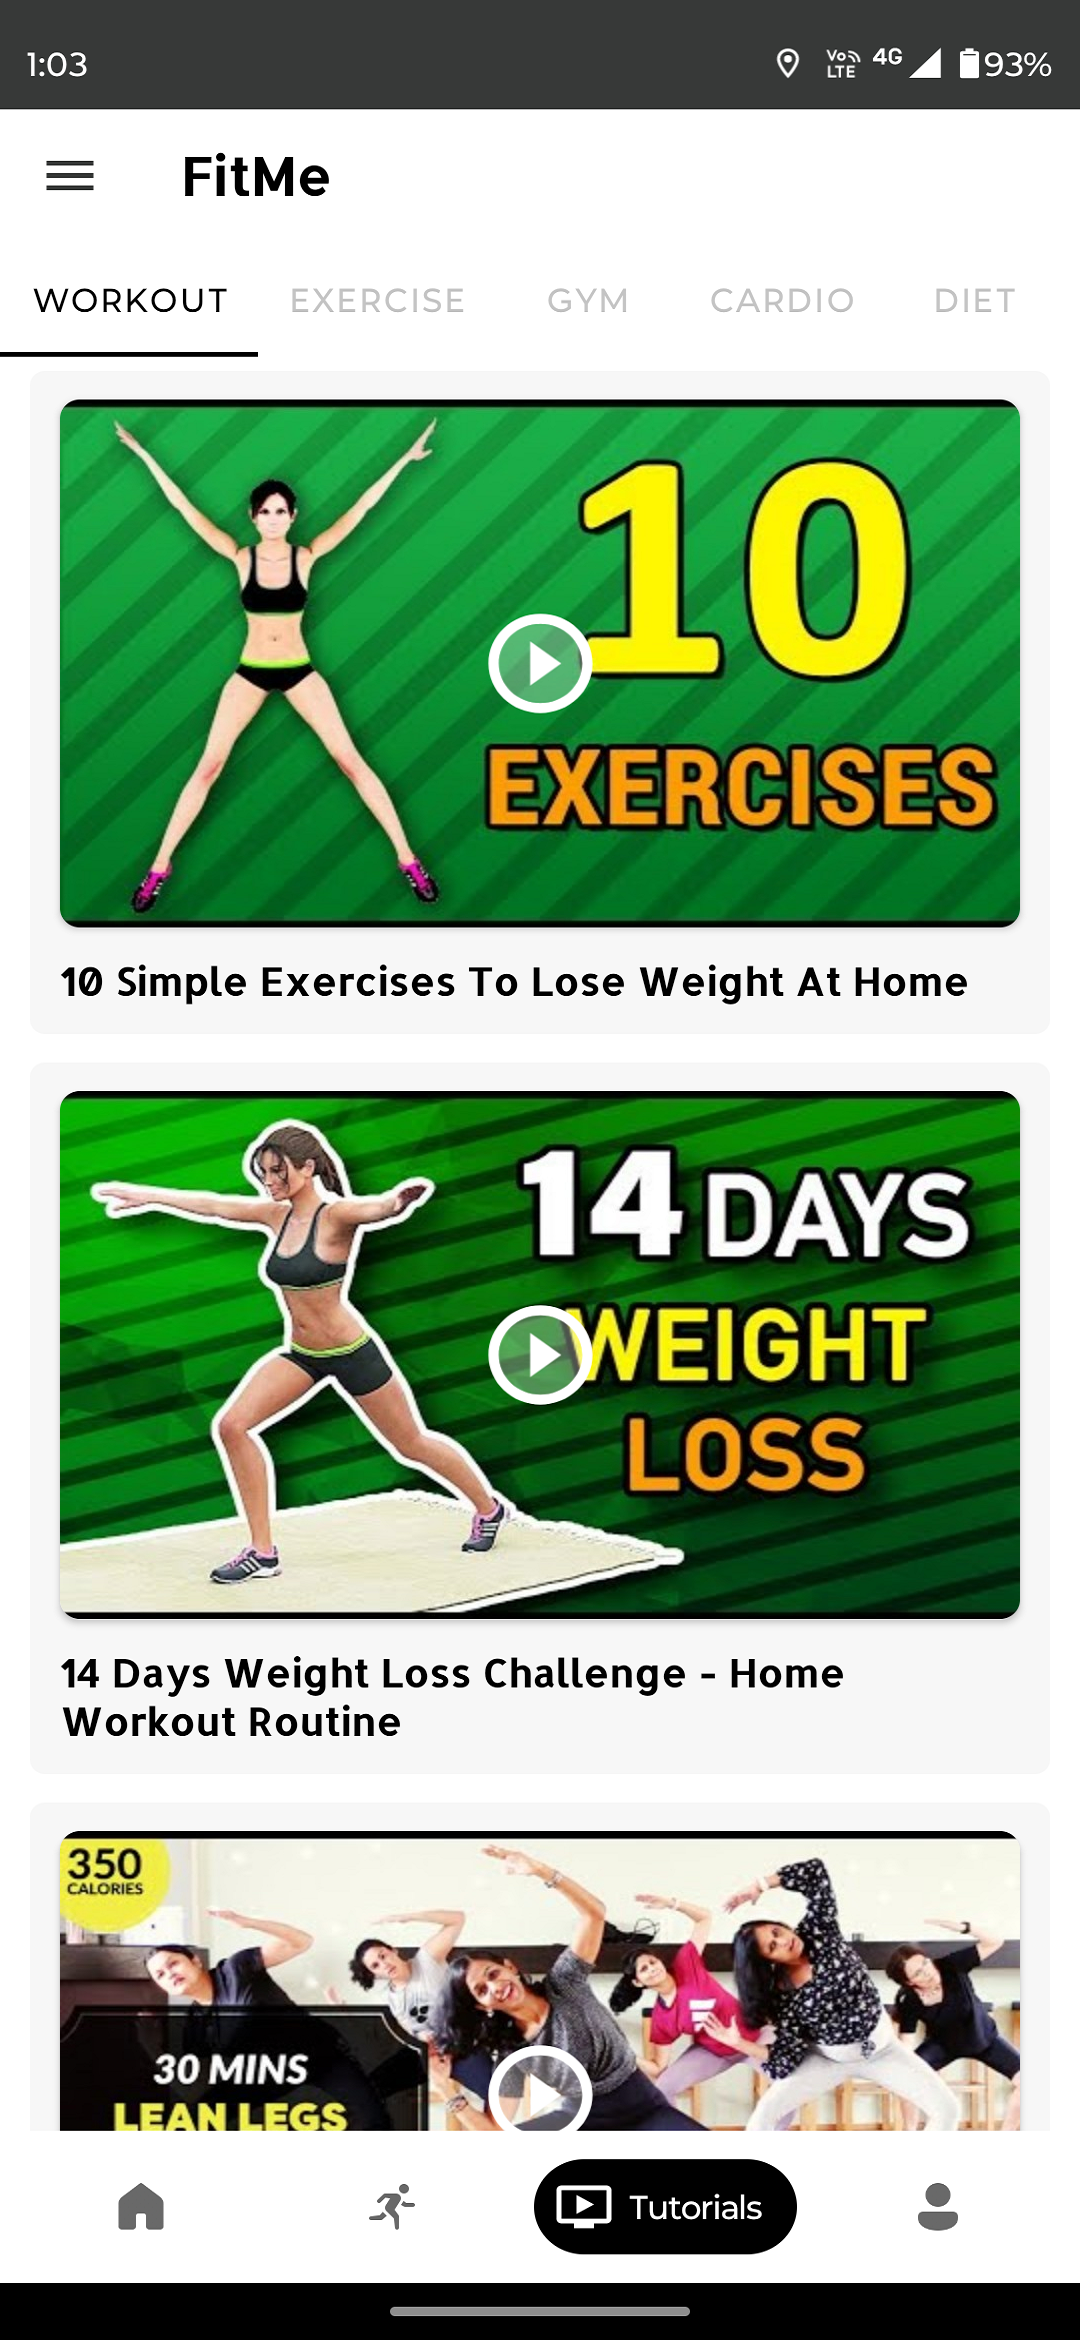 1:03
Vo LTE 4G 93%
FitMe
WORKOUT EXERCISE GYM CARDIO DIET
10
EXERCISES
10 Simple Exercises To Lose Weight At Home
14 DAYS
WEIGHT
LOSS
14 Days Weight Loss Challenge - Home
Workout Routine
350
CALORIES
30 MINS
LEAN LEGS
Tutorials